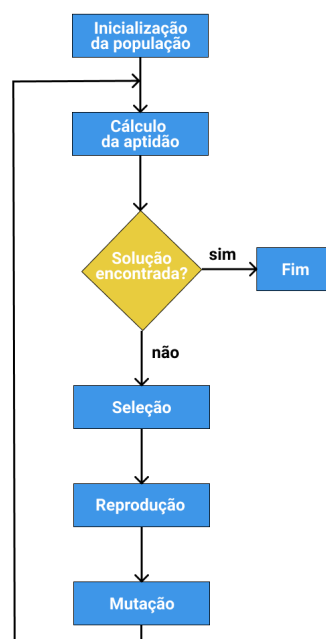 Inicialização
da população
Cálculo
da aptidão
Solução
encontrada?
sim
Fim
não
Seleção
Reprodução
Mutação